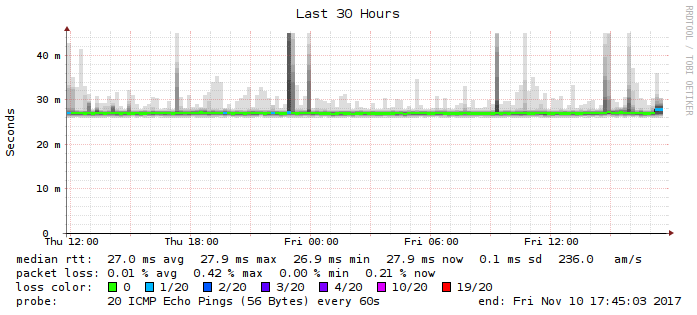 Last 30 Hours
RRDTOOL / TOBI OETIKER
Seconds
40 m
30 m
20 m
10 m
0
Thu 12:00 Thu 18:00 Fri 00:00 Fri 06:00 Fri 12:00
median rtt: 27.0 ms avg 27.9 ms max 26.9 ms min 27.9 ms now 0.1 ms sd 236.0 am/s
packet loss: 0.01 % avg 0.42 % max 0.00 % min 0.21 % now
loss color: 0 1/20 2/20 3/20 4/20 10/20 19/20
probe: 20 ICMP Echo Pings (56 Bytes) every 60s end: Fri Nov 10 17:45:03 2017